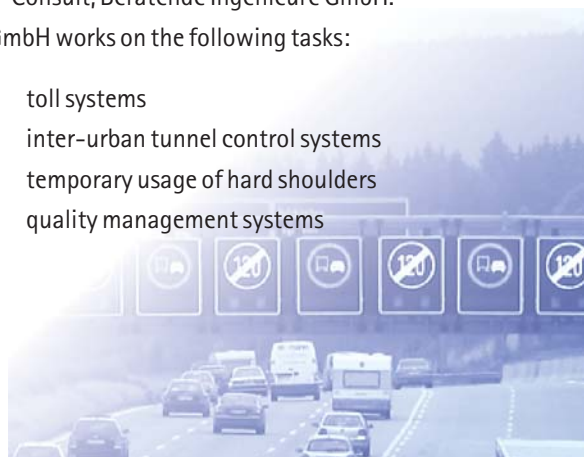 Consult, Beratende Ingenieure GmbH.
GmbH works on the following tasks:
toll systems
inter-urban tunnel control systems
temporary usage of hard shoulders
quality management systems
120 120 120